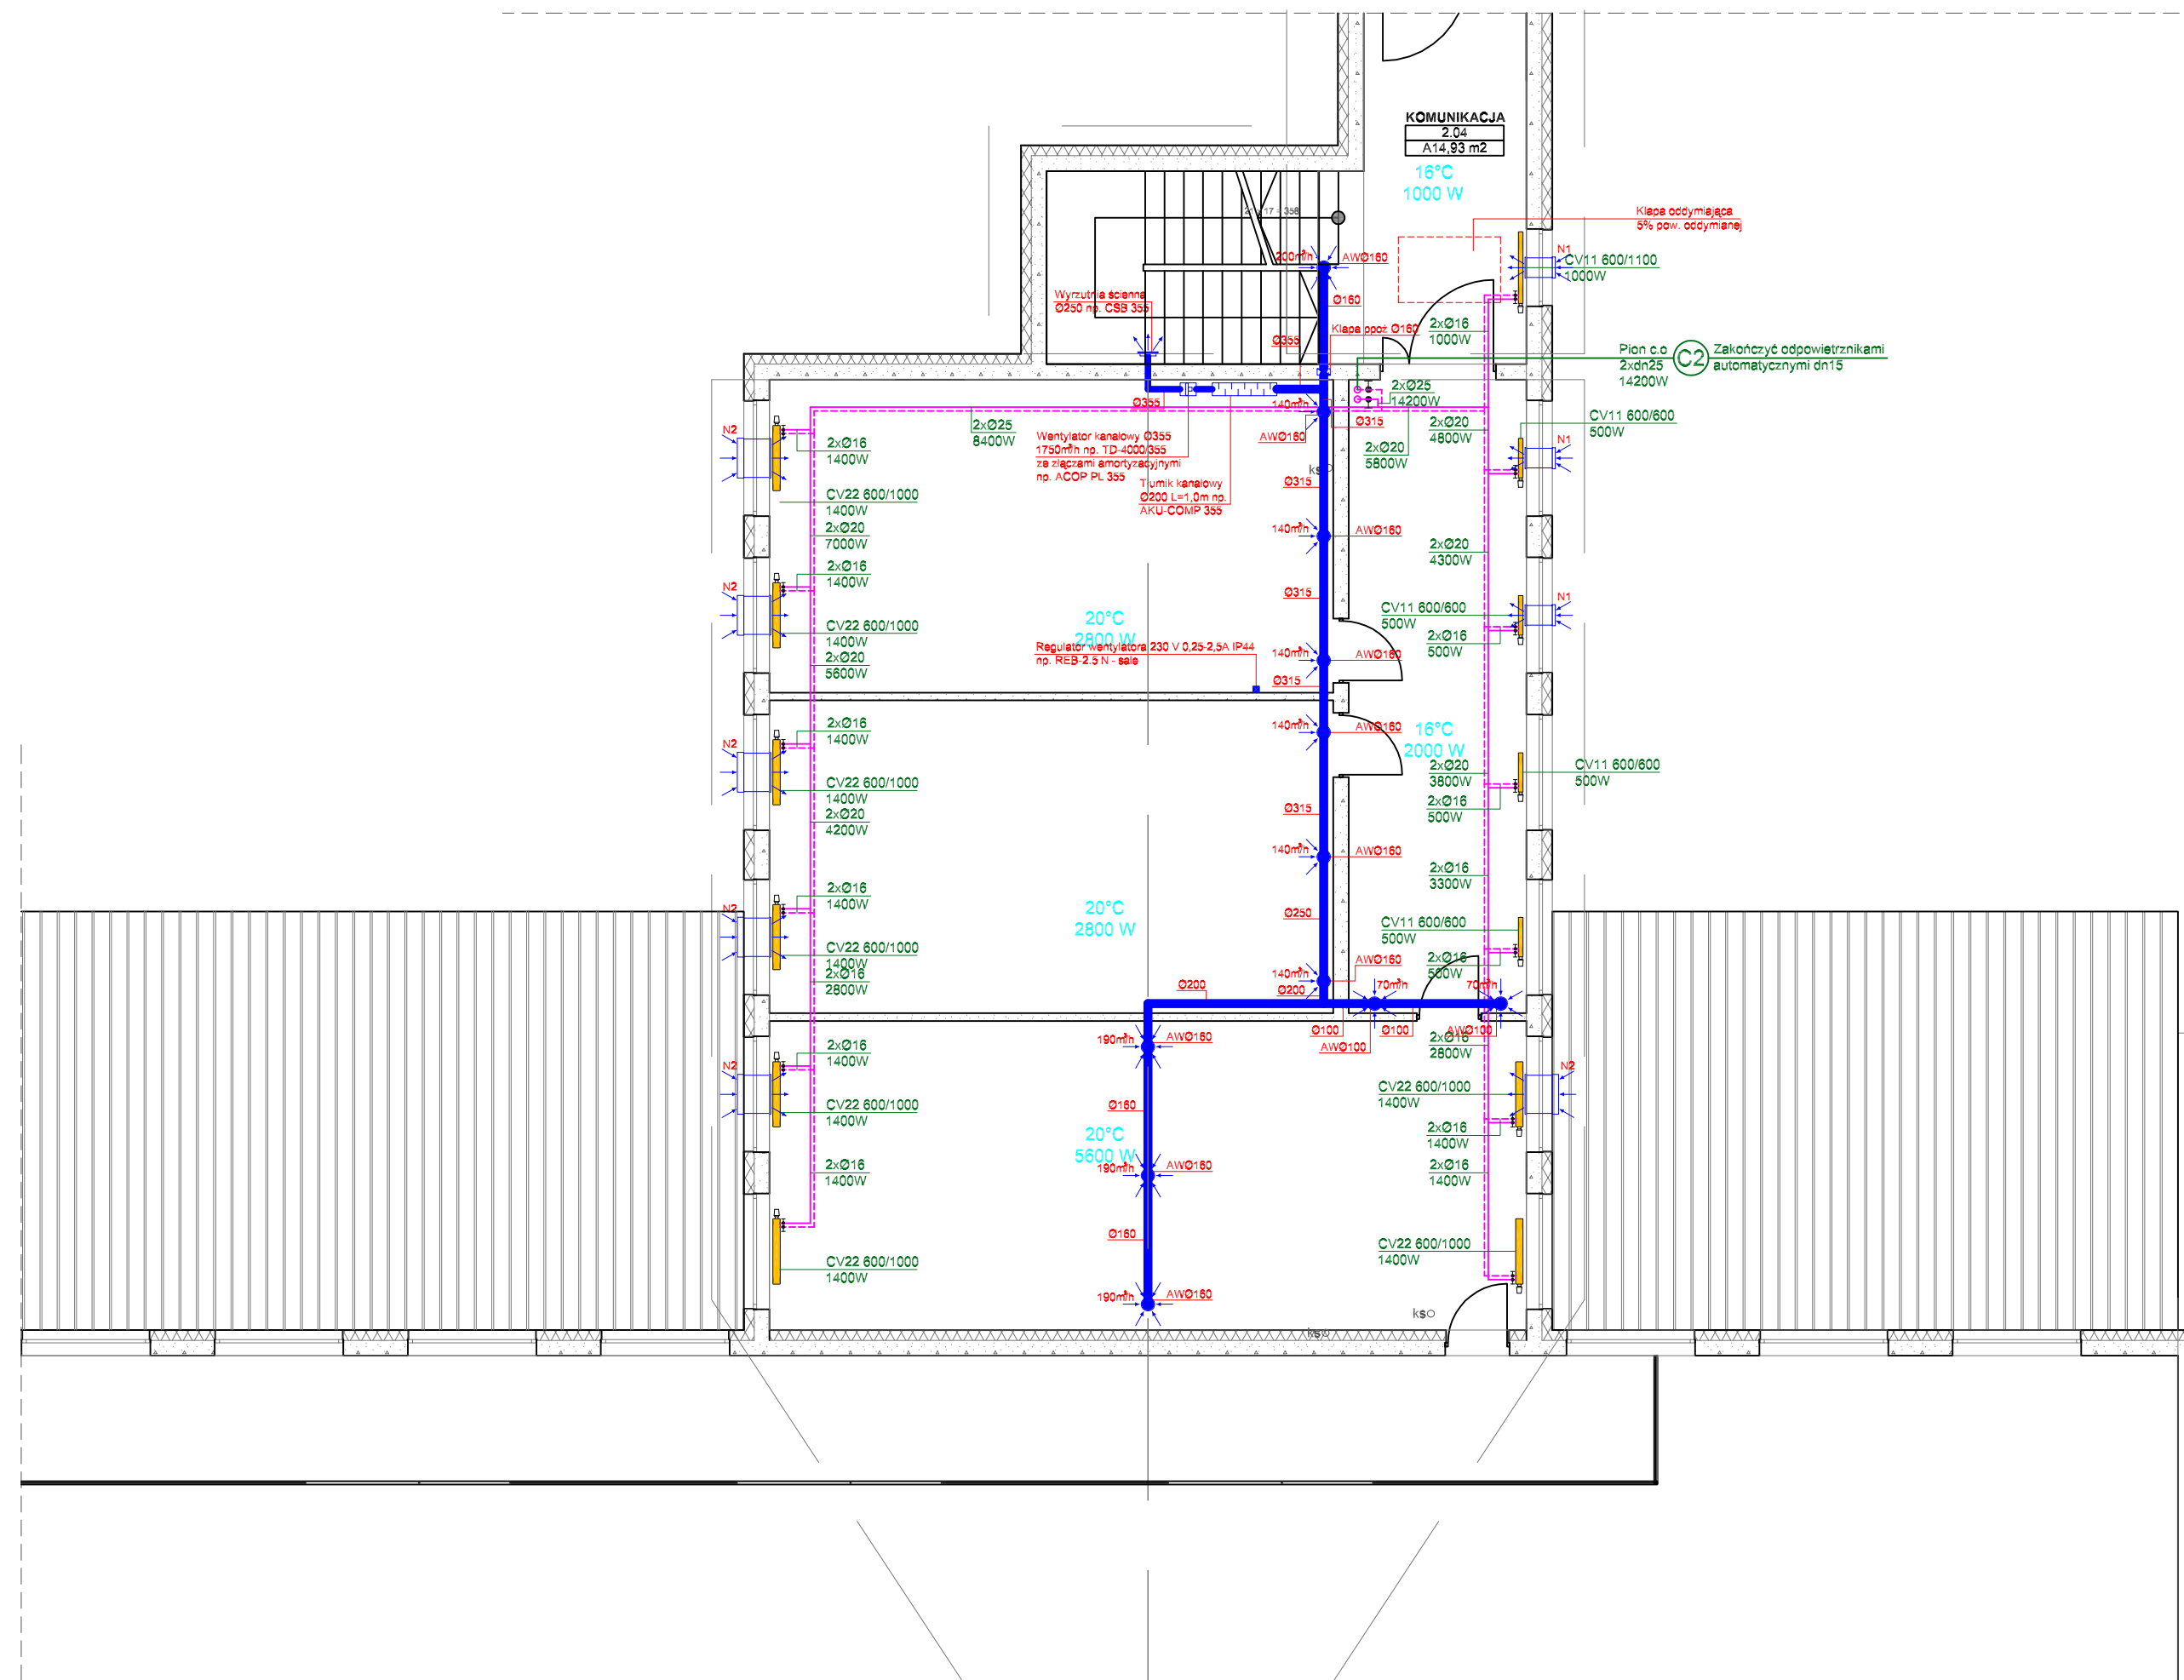 KOMUNIKACJA
2.04
A14,93 m2
16°C
1000 W
Klapa oddymiająca
5% pow. oddymianej
N1
CV11 600/1100
1000W
200m³/h
AWØ160
Wyrzutnia ścienna
Ø250 np. CSB 355
Ø160
Klapa ppoż Ø160
Ø355
2xØ16
1000W
Pion c.o
2xdn25
14200W
C2
Zakończyć odpowietrznikami
automatycznymi dn15
2xØ25
14200W
Ø355
140m³/h
AWØ160
Ø315
2xØ25
8400W
Wentylator kanałowy Ø355
1750m³/h np. TD-4000/355
ze złączami amortyzacyjnymi
np. ACOP PL 355
Tłumik kanałowy
Ø200 L=1,0m np.
AKU-COMP 355
2xØ20
5800W
2xØ20
4800W
CV11 600/600
500W
N1
N2
2xØ16
1400W
CV22 600/1000
1400W
ks
Ø315
2xØ20
7000W
140m³/h
AWØ160
2xØ20
4300W
2xØ16
1400W
N2
Ø315
CV11 600/600
500W
N1
CV22 600/1000
1400W
20°C
2800 W
2xØ16
500W
Regulator wentylatora 230 V 0,25-2,5A IP44
np. REB-2.5 N - sale
2xØ20
5600W
140m³/h
AWØ160
Ø315
2xØ16
1400W
N2
140m³/h
AWØ160
16°C
2000 W
2xØ20
3800W
CV11 600/600
500W
CV22 600/1000
1400W
2xØ16
500W
2xØ20
4200W
Ø315
140m³/h
AWØ160
2xØ16
3300W
2xØ16
1400W
N2
20°C
2800 W
Ø250
CV11 600/600
500W
CV22 600/1000
1400W
2xØ16
2800W
140m³/h
AWØ160
2xØ16
500W
Ø200
Ø200
70m³/h
70m³/h
Ø100
AWØ100
Ø100
AWØ100
190m³/h
AWØ160
2xØ16
2800W
2xØ16
1400W
N2
N2
CV22 600/1000
1400W
CV22 600/1000
1400W
Ø160
20°C
5600 W
190m³/h
AWØ160
2xØ16
1400W
2xØ16
1400W
2xØ16
1400W
Ø160
CV22 600/1000
1400W
CV22 600/1000
1400W
190m³/h
AWØ160
ks
ks